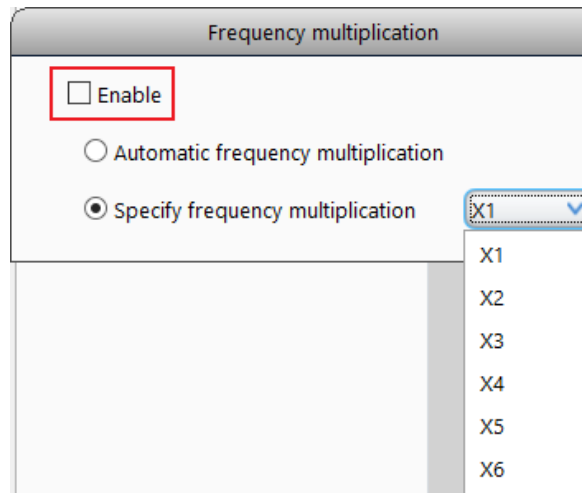 Frequency multiplication
Enable
Automatic frequency multiplication
Specify frequency multiplication X1
X1
X2
X3
X4
X5
X6